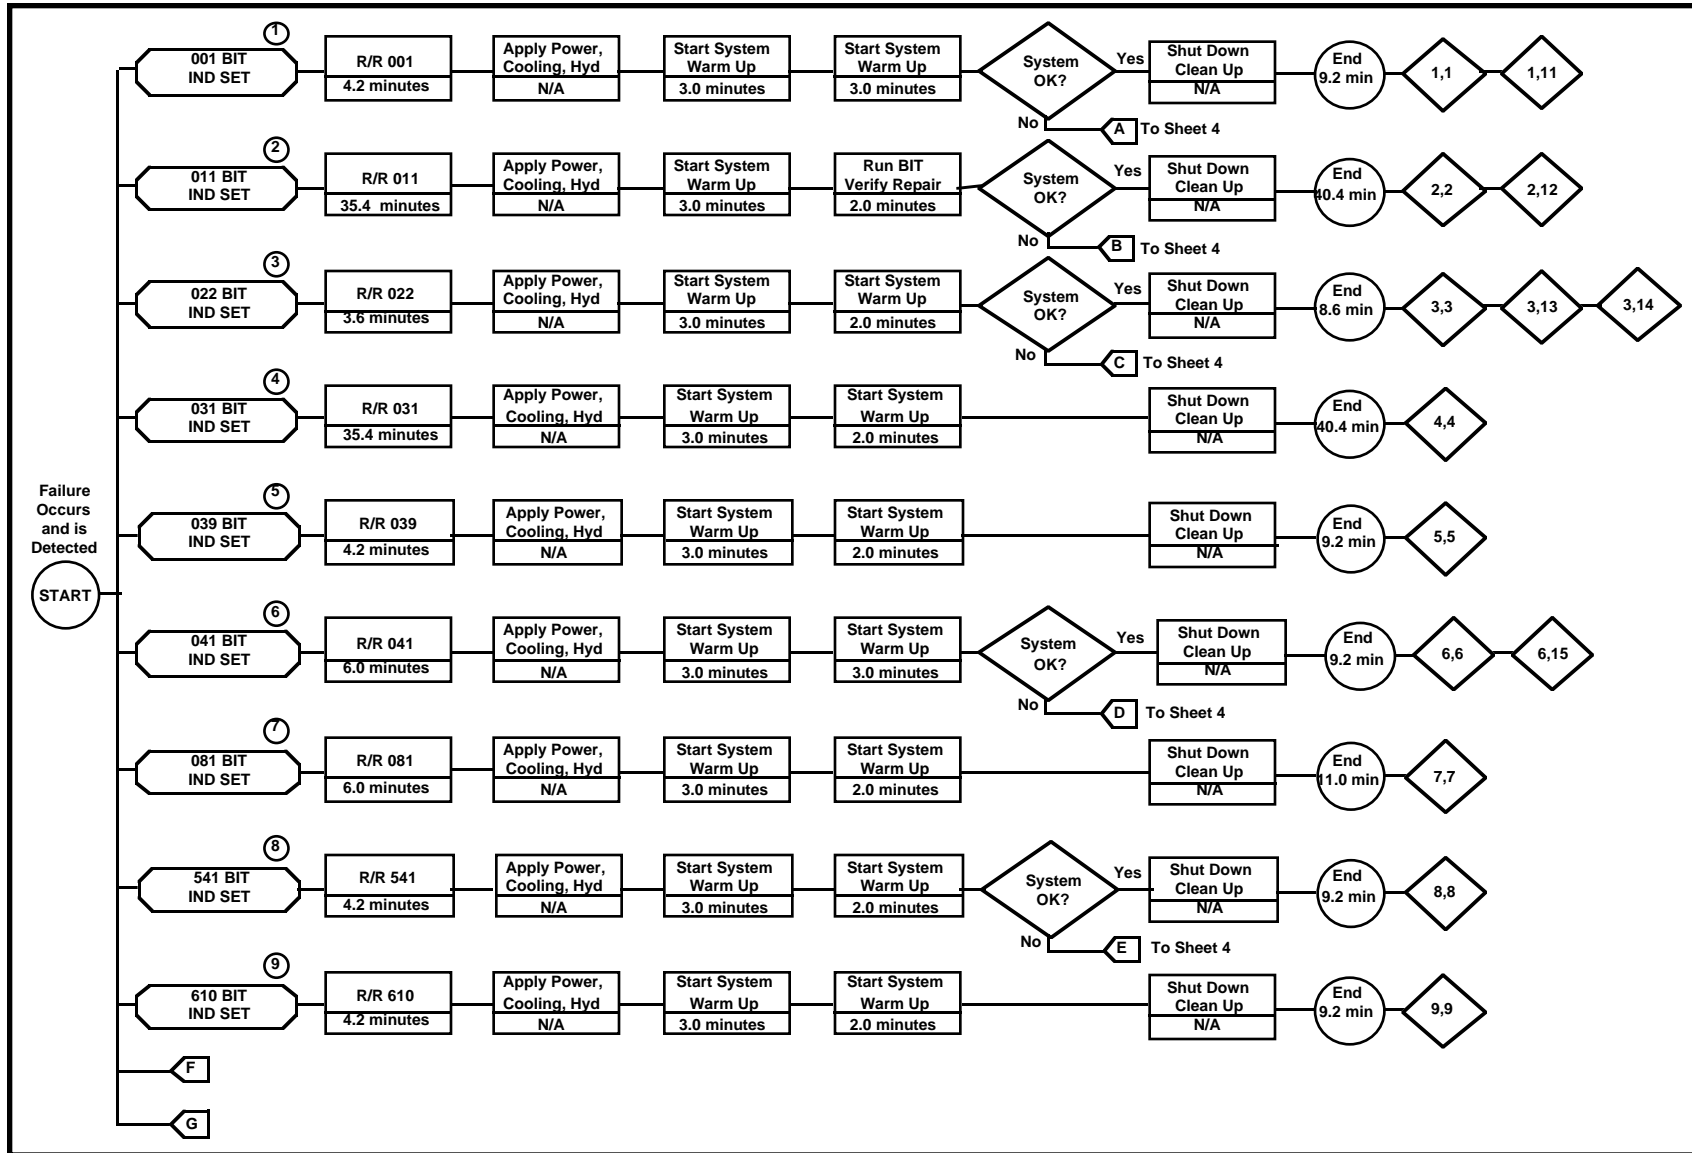 1
001 BIT
IND SET
R/R 001
4.2 minutes
Apply Power,
Cooling, Hyd
N/A
Start System
Warm Up
3.0 minutes
Start System
Warm Up
3.0 minutes
System
OK?
Yes
Shut Down
Clean Up
N/A
End
9.2 min
1,1
1,11
No
A
To Sheet 4
2
011 BIT
IND SET
R/R 011
35.4 minutes
Apply Power,
Cooling, Hyd
N/A
Start System
Warm Up
3.0 minutes
Run BIT
Verify Repair
2.0 minutes
System
OK?
Yes
Shut Down
Clean Up
N/A
End
40.4 min
2,2
2,12
No
B
To Sheet 4
3
022 BIT
IND SET
R/R 022
3.6 minutes
Apply Power,
Cooling, Hyd
N/A
Start System
Warm Up
3.0 minutes
Start System
Warm Up
2.0 minutes
System
OK?
Yes
Shut Down
Clean Up
N/A
End
8.6 min
3,3
3,13
3,14
No
C
To Sheet 4
4
031 BIT
IND SET
R/R 031
35.4 minutes
Apply Power,
Cooling, Hyd
N/A
Start System
Warm Up
3.0 minutes
Start System
Warm Up
2.0 minutes
Shut Down
Clean Up
N/A
End
40.4 min
4,4
Failure
Occurs
and is
Detected
START
5
039 BIT
IND SET
R/R 039
4.2 minutes
Apply Power,
Cooling, Hyd
N/A
Start System
Warm Up
3.0 minutes
Start System
Warm Up
2.0 minutes
Shut Down
Clean Up
N/A
End
9.2 min
5,5
6
041 BIT
IND SET
R/R 041
6.0 minutes
Apply Power,
Cooling, Hyd
N/A
Start System
Warm Up
3.0 minutes
Start System
Warm Up
3.0 minutes
System
OK?
Yes
Shut Down
Clean Up
N/A
End
9.2 min
6,6
6,15
No
D
To Sheet 4
7
081 BIT
IND SET
R/R 081
6.0 minutes
Apply Power,
Cooling, Hyd
N/A
Start System
Warm Up
3.0 minutes
Start System
Warm Up
2.0 minutes
Shut Down
Clean Up
N/A
End
11.0 min
7,7
8
541 BIT
IND SET
R/R 541
4.2 minutes
Apply Power,
Cooling, Hyd
N/A
Start System
Warm Up
3.0 minutes
Start System
Warm Up
2.0 minutes
System
OK?
Yes
Shut Down
Clean Up
N/A
End
9.2 min
8,8
No
E
To Sheet 4
9
610 BIT
IND SET
R/R 610
4.2 minutes
Apply Power,
Cooling, Hyd
N/A
Start System
Warm Up
3.0 minutes
Start System
Warm Up
2.0 minutes
Shut Down
Clean Up
N/A
End
9.2 min
9,9
F
G